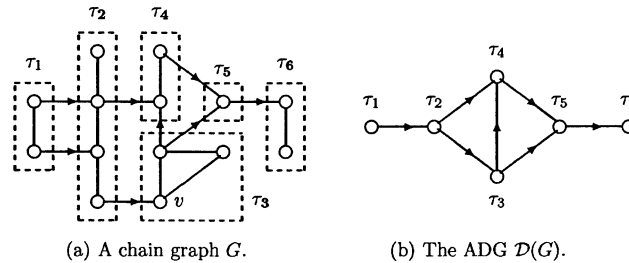 τ₂ τ₄
τ₁ τ₅ τ₆
v τ₃
τ₄
τ₁ τ₂ τ₅ τ
τ₃
(a) A chain graph G. (b) The ADG 𝒟(G).